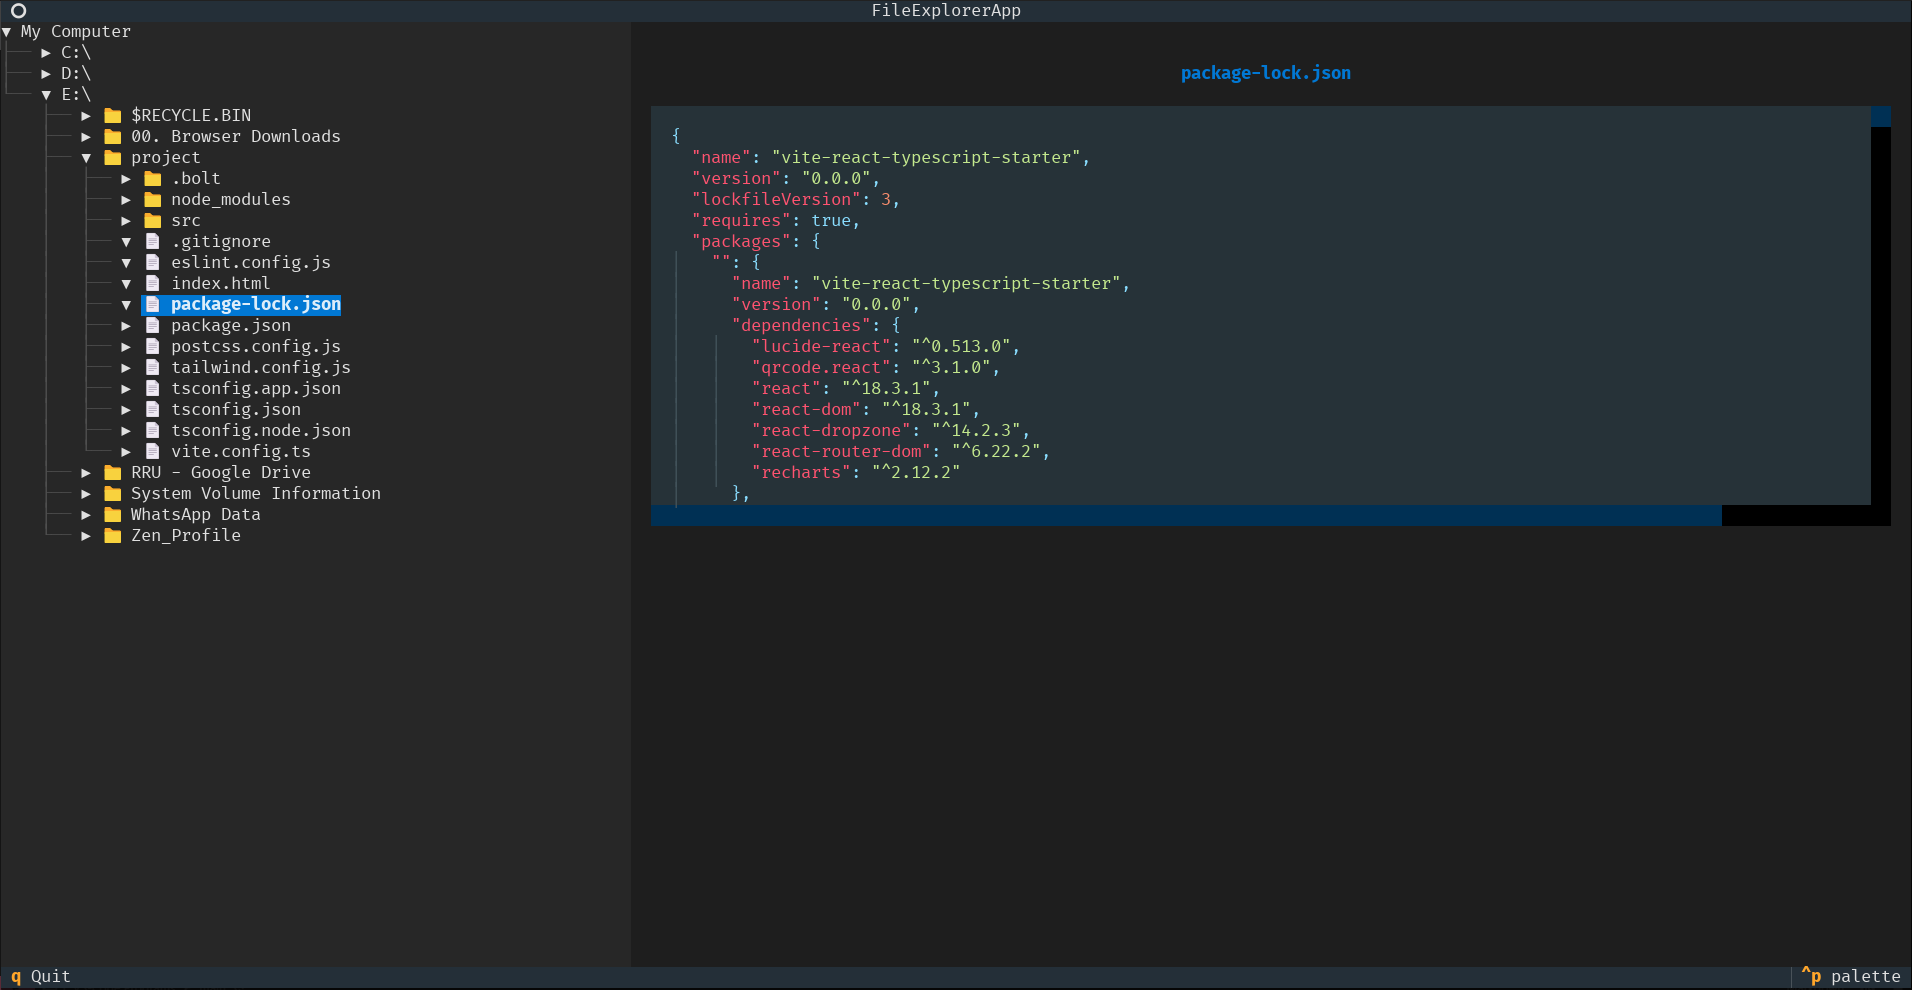 FileExplorerApp
▼ My Computer
▶ C:\
▶ D:\
▼ E:\
▶ $RECYCLE.BIN
▶ 00. Browser Downloads
▼ project
▶ .bolt
▶ node_modules
▶ src
▼ .gitignore
▼ eslint.config.js
▼ index.html
▼ package-lock.json
▶ package.json
▶ postcss.config.js
▶ tailwind.config.js
▶ tsconfig.app.json
▶ tsconfig.json
▶ tsconfig.node.json
▶ vite.config.ts
▶ RRU - Google Drive
▶ System Volume Information
▶ WhatsApp Data
▶ Zen_Profile
package-lock.json
{
  "name": "vite-react-typescript-starter",
  "version": "0.0.0",
  "lockfileVersion": 3,
  "requires": true,
  "packages": {
    "": {
      "name": "vite-react-typescript-starter",
      "version": "0.0.0",
      "dependencies": {
        "lucide-react": "^0.513.0",
        "qrcode.react": "^3.1.0",
        "react": "^18.3.1",
        "react-dom": "^18.3.1",
        "react-dropzone": "^14.2.3",
        "react-router-dom": "^6.22.2",
        "recharts": "^2.12.2"
      },
q Quit
^p palette